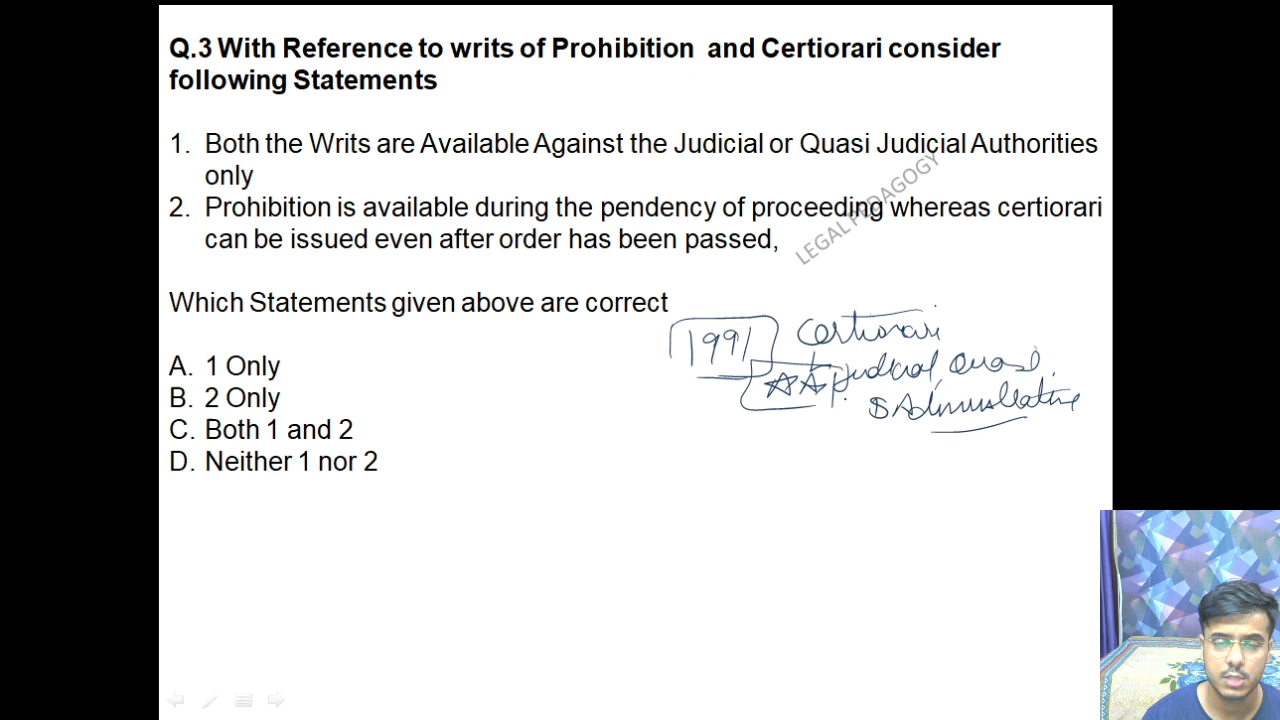 Q.3 With Reference to writs of Prohibition and Certiorari consider
following Statements
1. Both the Writs are Available Against the Judicial or Quasi Judicial Authorities
only
2. Prohibition is available during the pendency of proceeding whereas certiorari
can be issued even after order has been passed,
LEGAL PEDAGOGY
Which Statements given above are correct
1991 Certiorari
Judicial, Quasi
Administrative
A. 1 Only
B. 2 Only
C. Both 1 and 2
D. Neither 1 nor 2